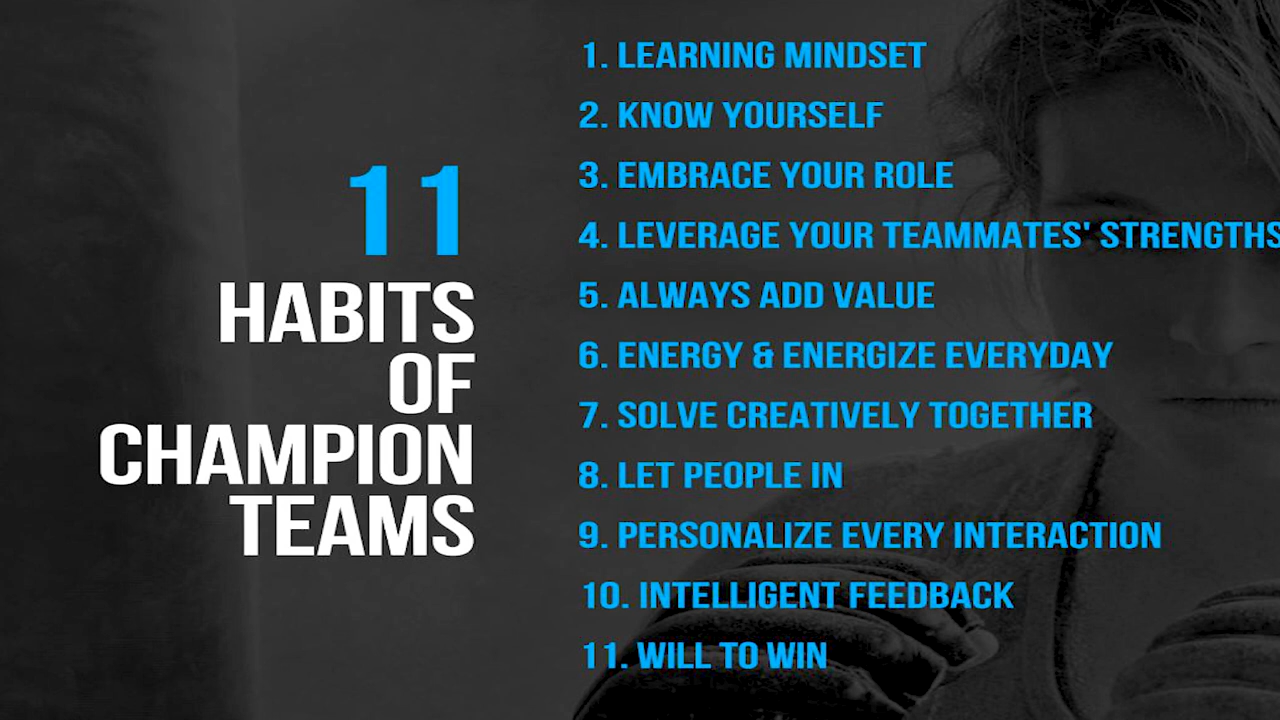 11
HABITS
OF
CHAMPION
TEAMS
1. LEARNING MINDSET
2. KNOW YOURSELF
3. EMBRACE YOUR ROLE
4. LEVERAGE YOUR TEAMMATES' STRENGTHS
5. ALWAYS ADD VALUE
6. ENERGY & ENERGIZE EVERYDAY
7. SOLVE CREATIVELY TOGETHER
8. LET PEOPLE IN
9. PERSONALIZE EVERY INTERACTION
10. INTELLIGENT FEEDBACK
11. WILL TO WIN